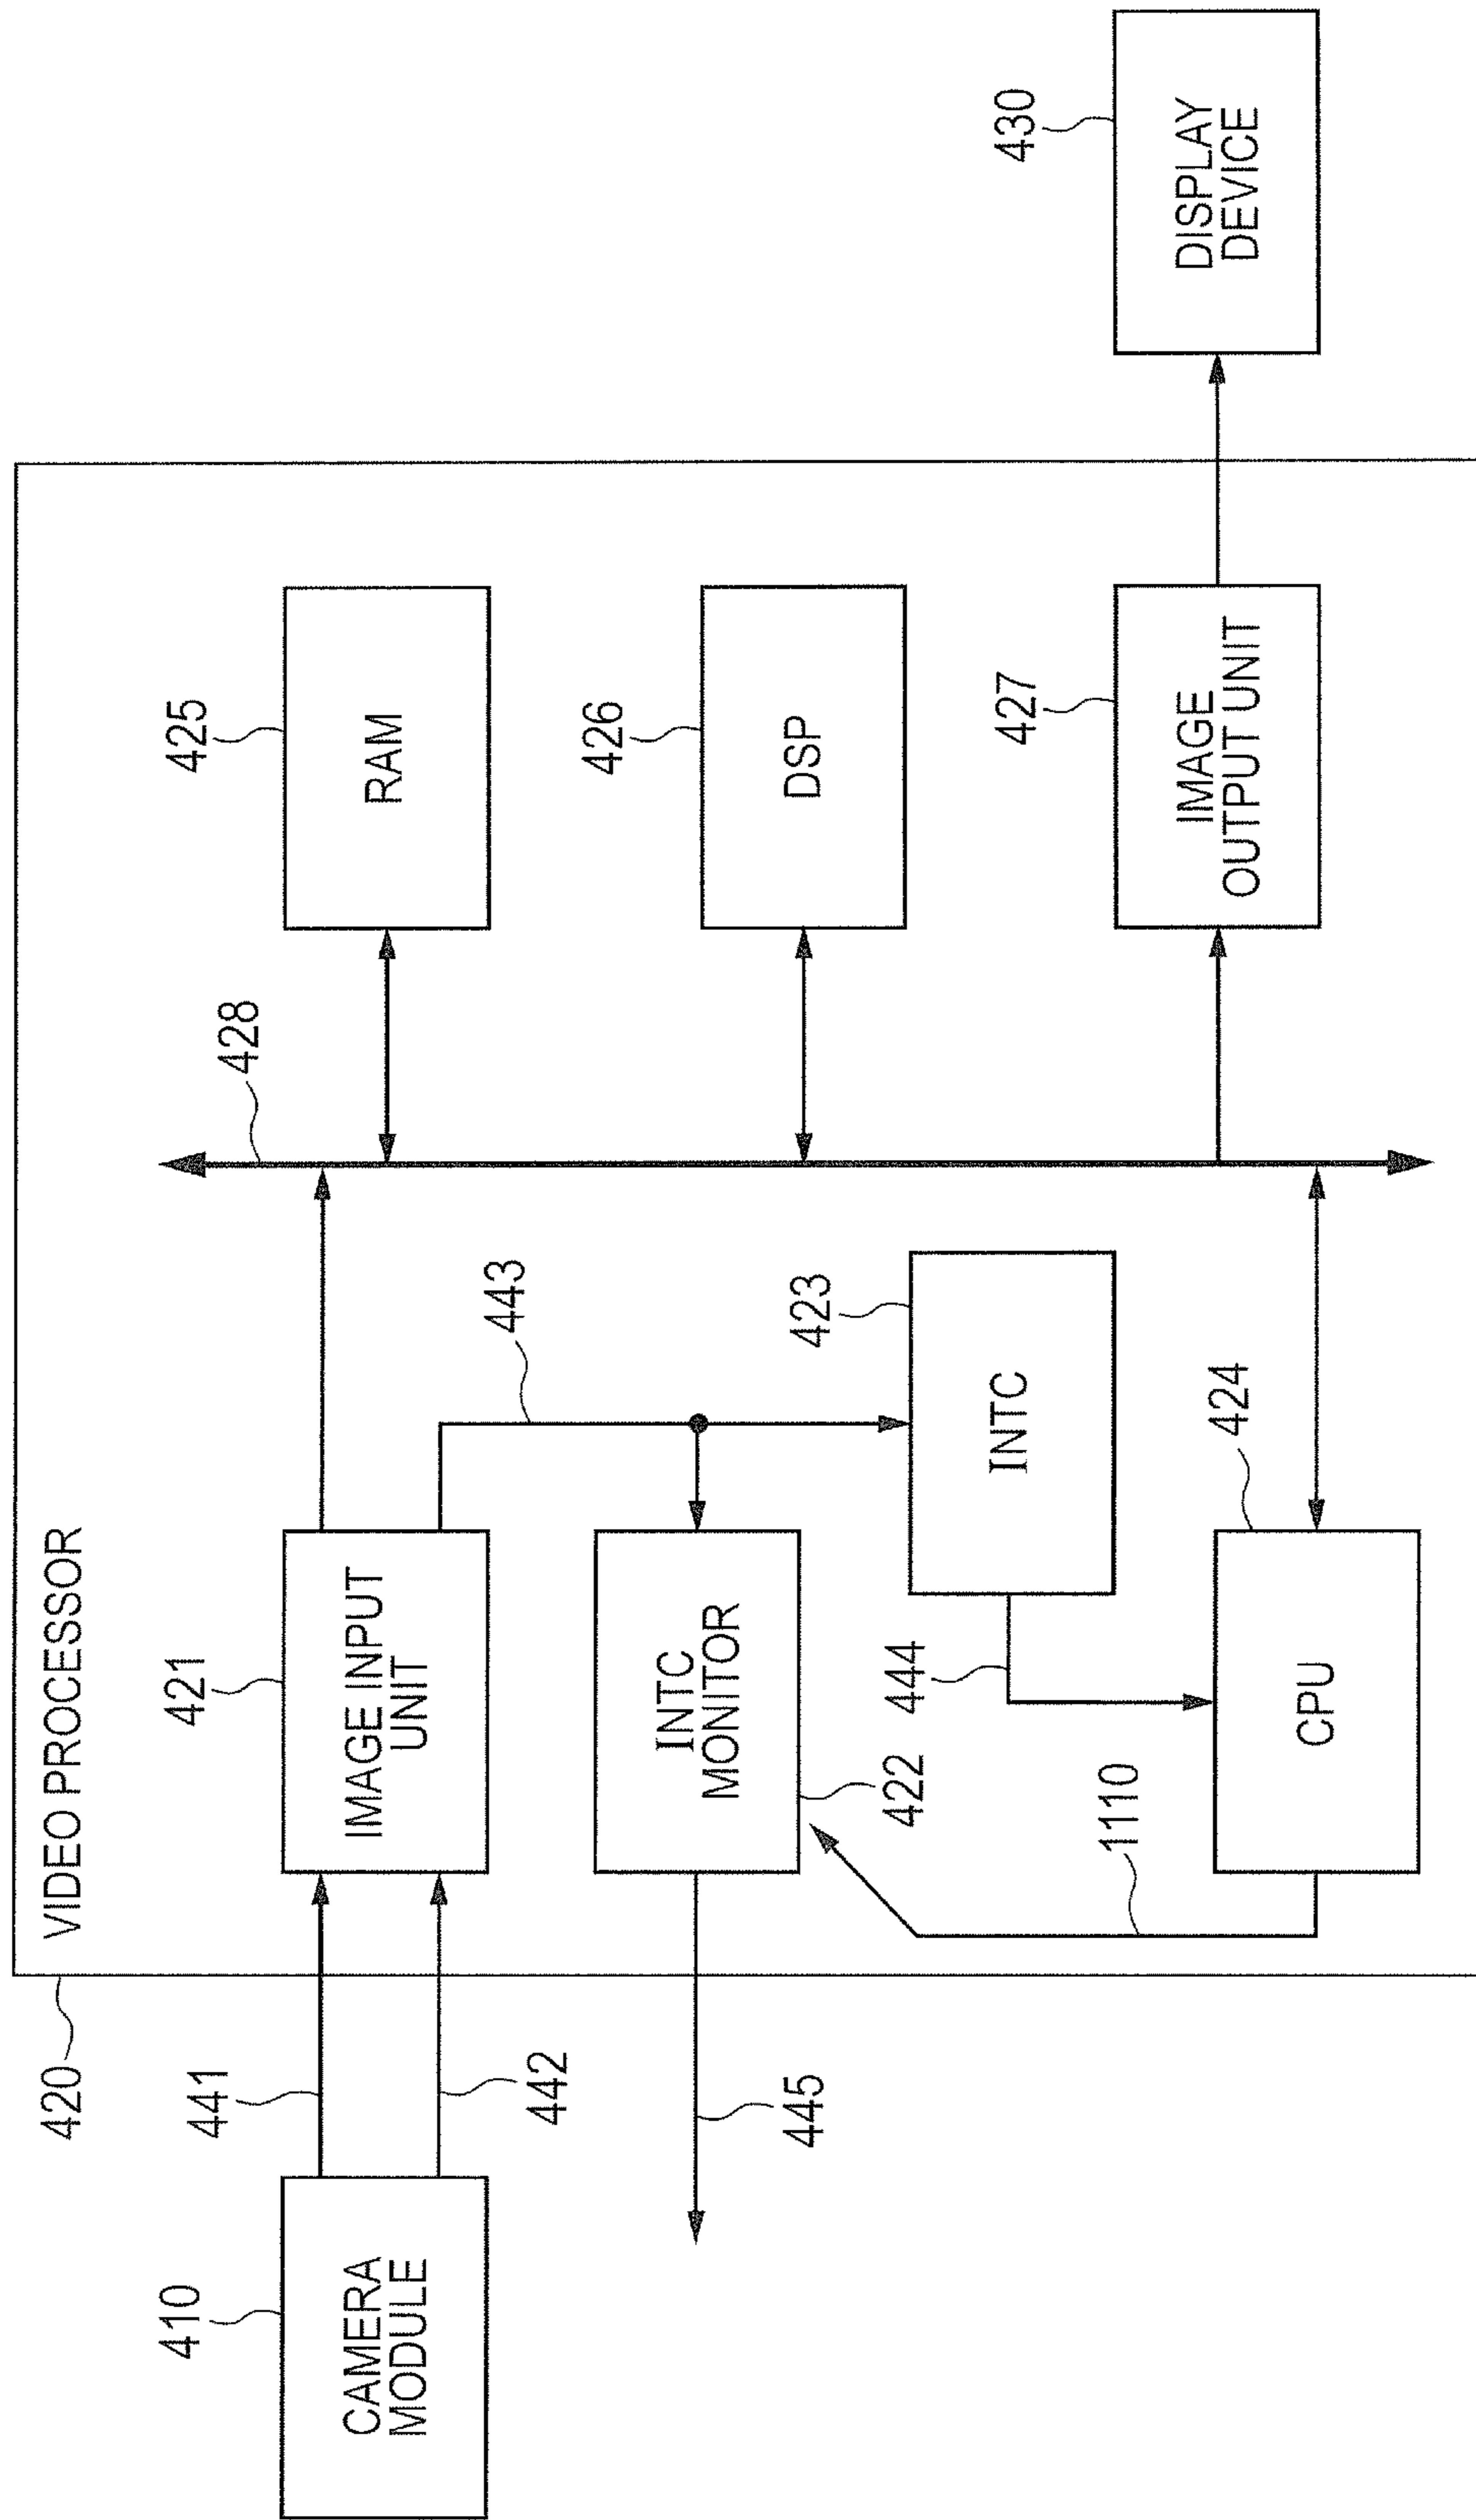 VIDEO PROCESSOR
420
410
CAMERA
MODULE
441
442
421
IMAGE INPUT
UNIT
443
428
425
RAM
INTC
MONITOR
422
445
426
DSP
423
INTC
444
1110
424
CPU
427
IMAGE
OUTPUT UNIT
430
DISPLAY
DEVICE